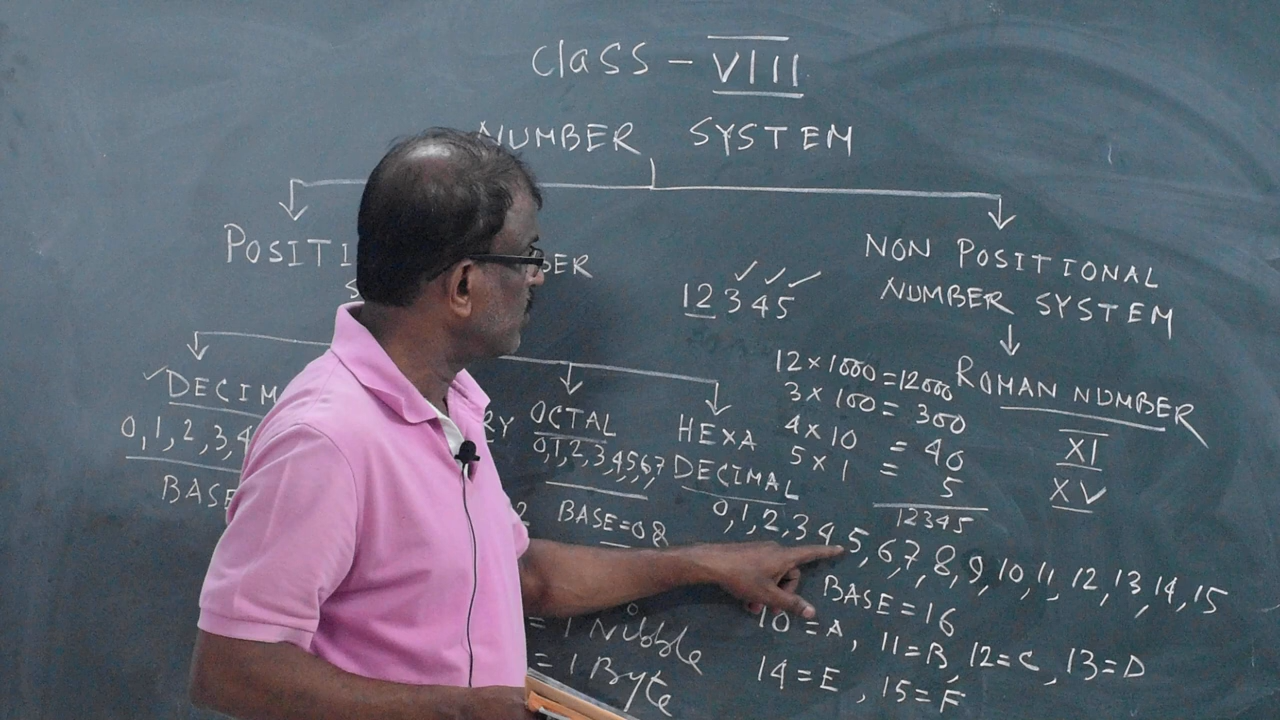 Class - VIII
NUMBER SYSTEM
POSITI BER
NON POSITIONAL
NUMBER SYSTEM
12345
ROMAN NUMBER
XI
XV
12 × 1000 = 12000
3 × 100 = 300
4 × 10 = 40
5 × 1 = 5
12345
DECIM
0,1,2,3,4
BASE
RY
2
OCTAL
0,1,2,3,4,5,6,7
BASE=08
HEXA
DECIMAL
0,1,2,3,4,5,6,7,8,9,10,11,12,13,14,15
BASE=16
10=A, 11=B, 12=C, 13=D
14=E, 15=F
= 1 Nibble
= 1 Byte